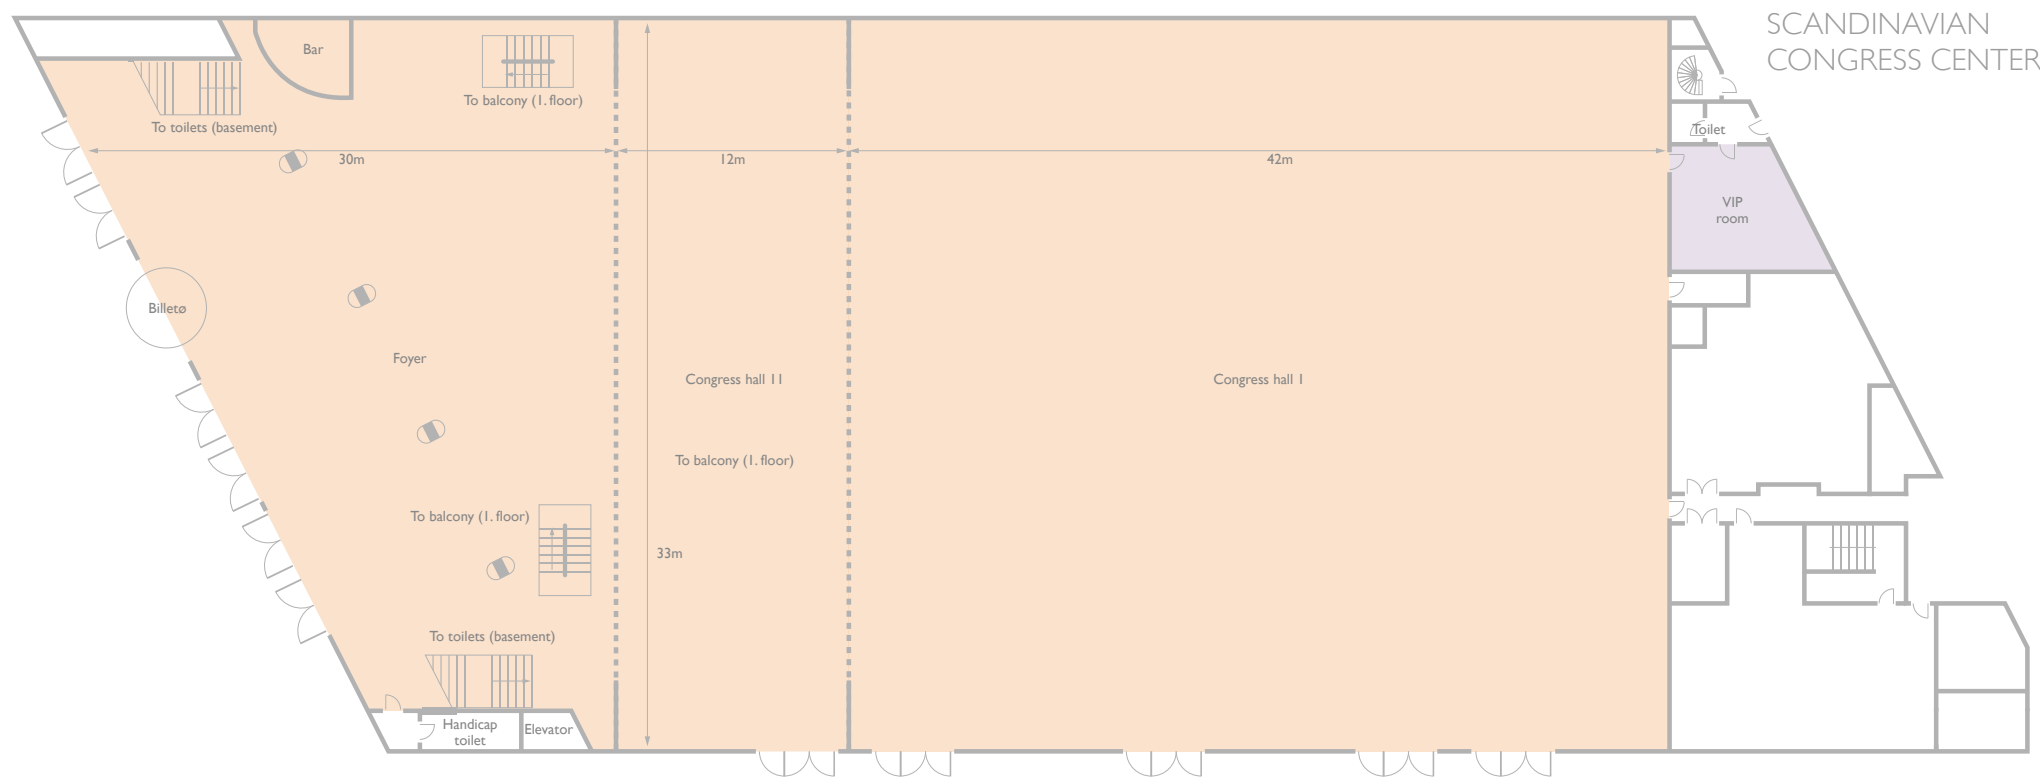 SCANDINAVIAN
CONGRESS CENTER
Bar
To balcony (1. floor)
To toilets (basement)
Toilet
30m
12m
42m
VIP
room
Billetø
Foyer
Congress hall 11
Congress hall 1
To balcony (1. floor)
To balcony (1. floor)
33m
To toilets (basement)
Handicap
toilet
Elevator